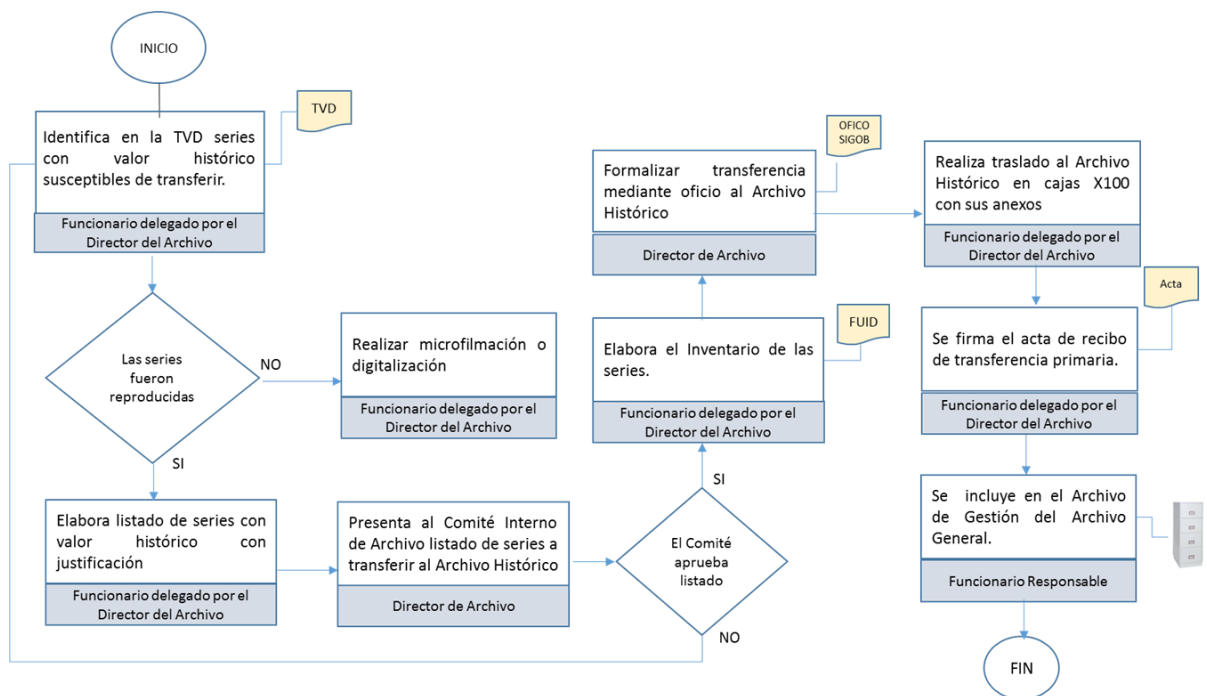 INICIO
TVD
Identifica en la TVD series
con valor histórico
susceptibles de transferir.
Funcionario delegado por el
Director del Archivo
Las series
fueron
reproducidas
NO
Realizar microfilmación o
digitalización
Funcionario delegado por el
Director del Archivo
SI
Elabora listado de series con
valor histórico con
justificación
Funcionario delegado por el
Director del Archivo
Presenta al Comité Interno
de Archivo listado de series a
transferir al Archivo Histórico
Director de Archivo
El Comité
aprueba
listado
NO
SI
Elabora el Inventario de las
series.
Funcionario delegado por el
Director del Archivo
FUID
Formalizar transferencia
mediante oficio al Archivo
Histórico
Director de Archivo
OFICO
SIGOB
Realiza traslado al Archivo
Histórico en cajas X100
con sus anexos
Funcionario delegado por el
Director del Archivo
Acta
Se firma el acta de recibo
de transferencia primaria.
Funcionario delegado por el
Director del Archivo
Se incluye en el Archivo
de Gestión del Archivo
General.
Funcionario Responsable
FIN